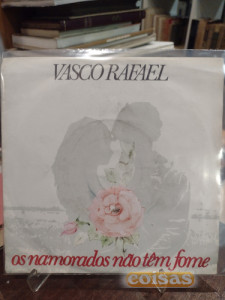 VASCO RAFAEL
os namorados não têm fome
coisas